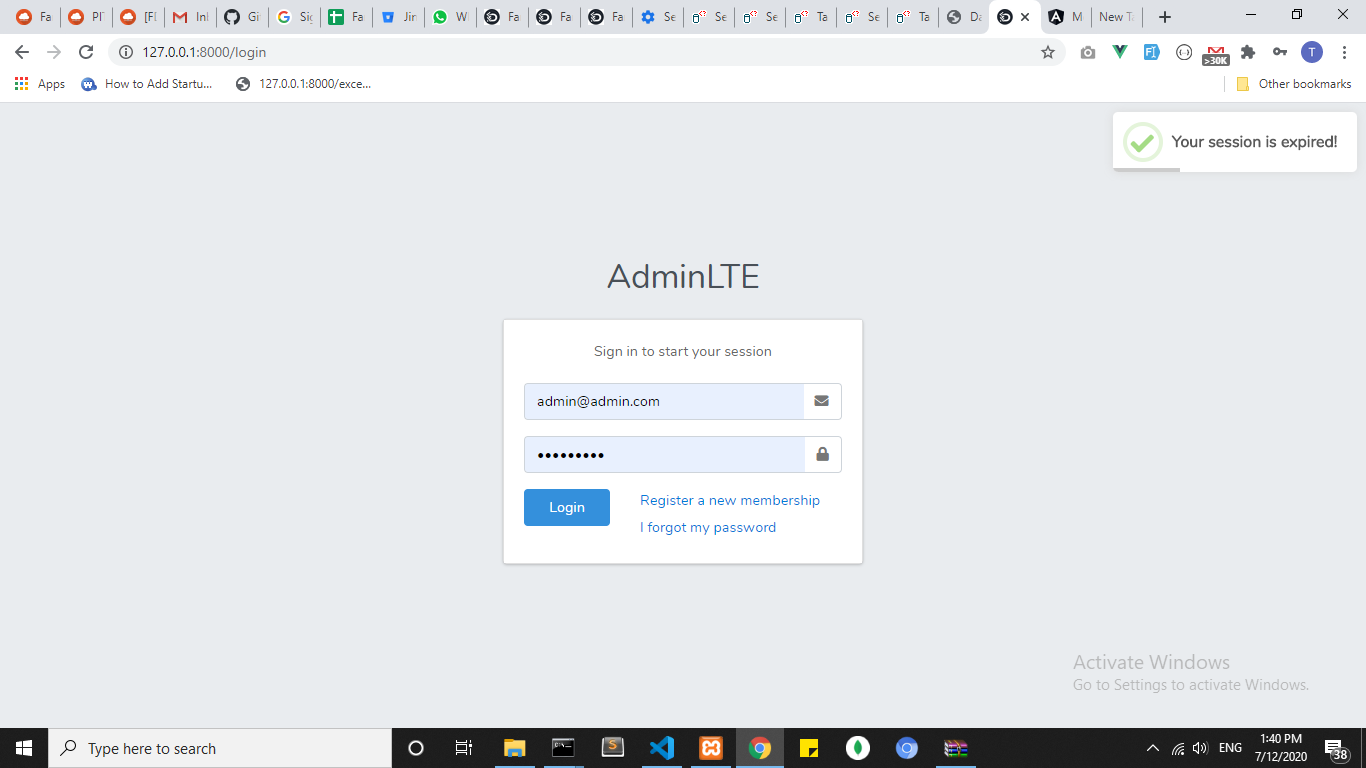 Fa
Pl
[Fl
Inl
Gi
Sig
Fa
Jir
W
Fa
Fa
Fa
Se
Se
Se
Ta
Se
Ta
Da
M
New T
127.0.0.1:8000/login
>30K
T
Apps
How to Add Startu...
127.0.0.1:8000/exce...
Other bookmarks
Your session is expired!
AdminLTE
Sign in to start your session
admin@admin.com
•••••••••
Login
Register a new membership
I forgot my password
Activate Windows
Go to Settings to activate Windows.
Type here to search
ENG
1:40 PM
7/12/2020
38